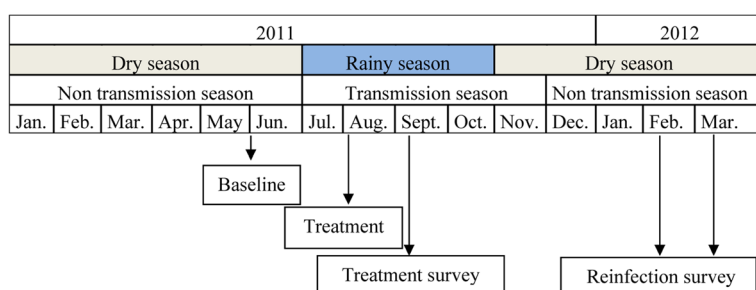 2011 2012
Dry season Rainy season Dry season
Non transmission season Transmission season Non transmission season
Jan. Feb. Mar. Apr. May Jun. Jul. Aug. Sept. Oct. Nov. Dec. Jan. Feb. Mar.
Baseline
Treatment
Treatment survey Reinfection survey